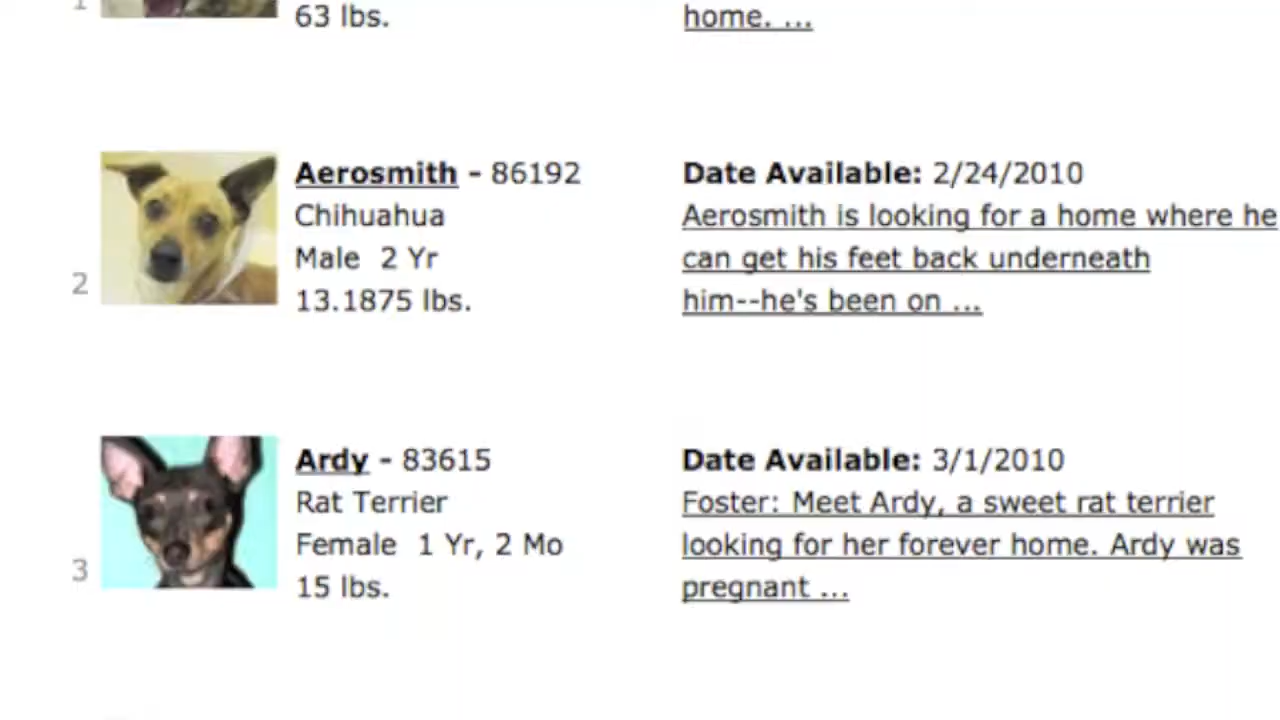 1
63 lbs.
home. ...
Aerosmith - 86192
Chihuahua
Male 2 Yr
13.1875 lbs.
2
Date Available: 2/24/2010
Aerosmith is looking for a home where he
can get his feet back underneath
him--he's been on ...
Ardy - 83615
Rat Terrier
Female 1 Yr, 2 Mo
15 lbs.
3
Date Available: 3/1/2010
Foster: Meet Ardy, a sweet rat terrier
looking for her forever home. Ardy was
pregnant ...